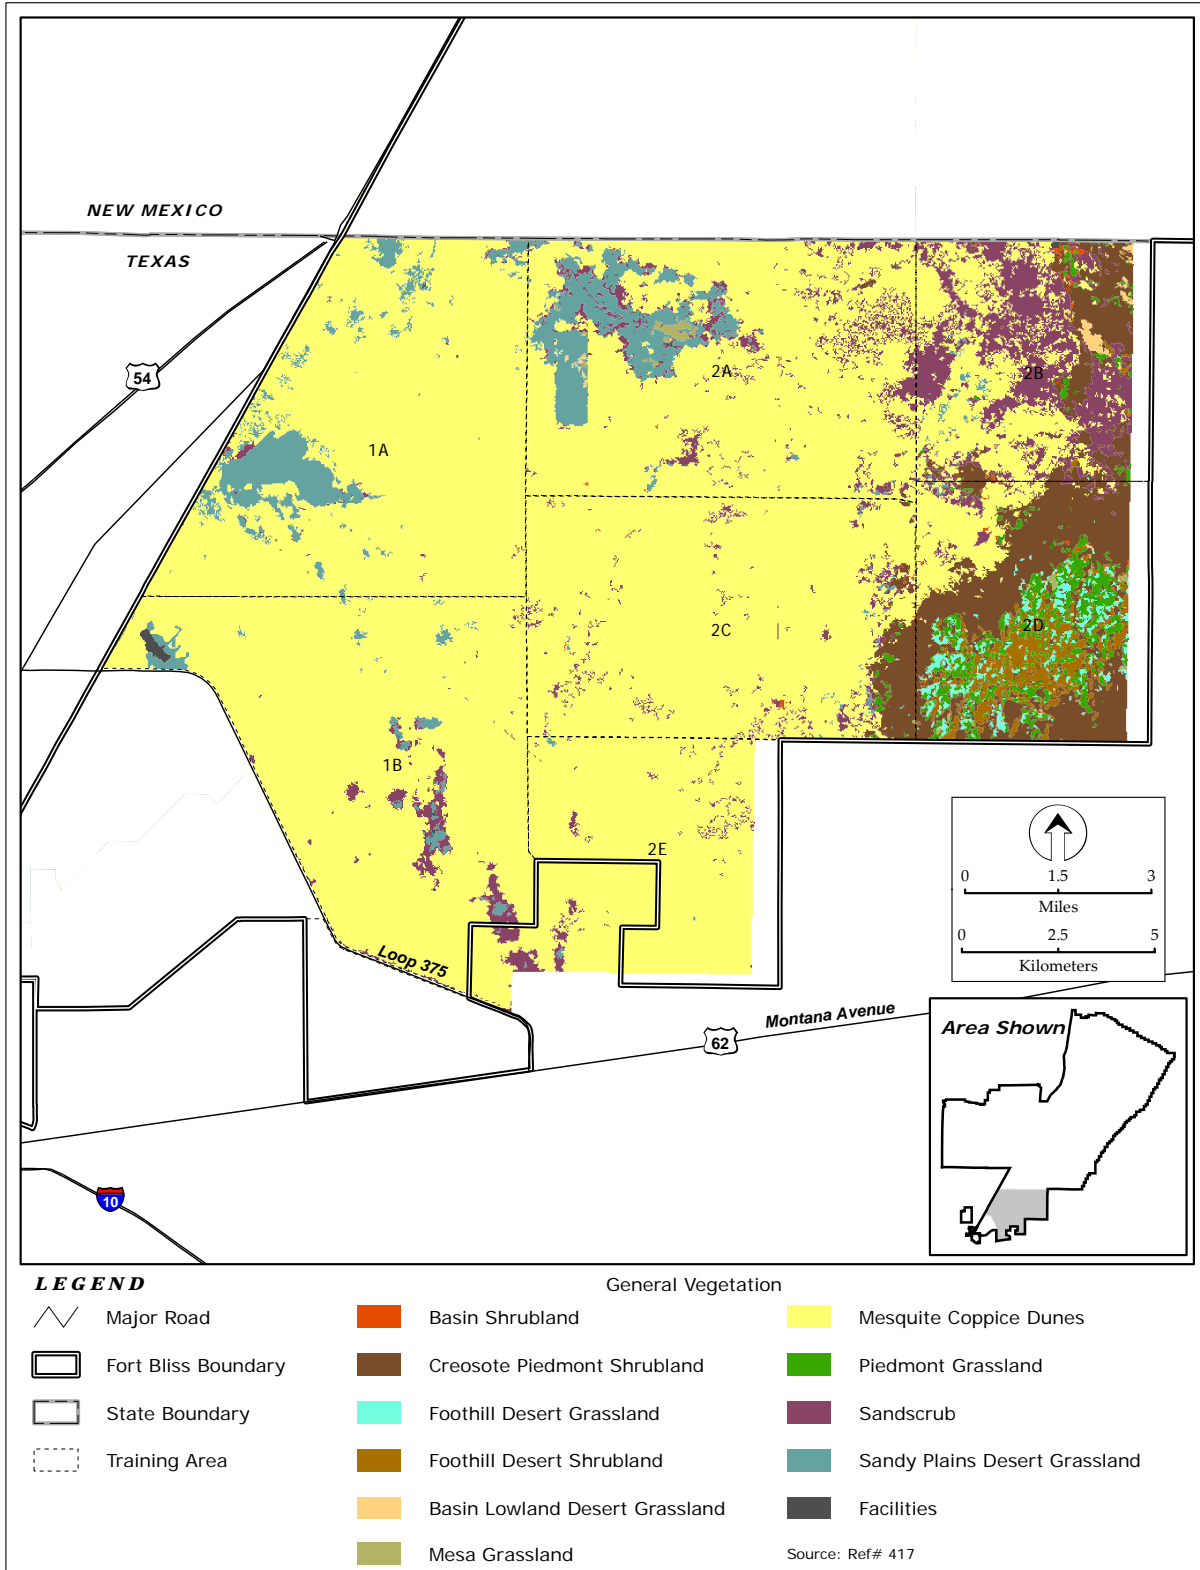 NEW MEXICO
TEXAS
54
1A
2A
2B
2C
2D
1B
2E
Loop 375
Montana Avenue
62
10
0 1.5 3
Miles
0 2.5 5
Kilometers
Area Shown
LEGEND
Major Road
Fort Bliss Boundary
State Boundary
Training Area
General Vegetation
Basin Shrubland
Creosote Piedmont Shrubland
Foothill Desert Grassland
Foothill Desert Shrubland
Basin Lowland Desert Grassland
Mesa Grassland
Mesquite Coppice Dunes
Piedmont Grassland
Sandscrub
Sandy Plains Desert Grassland
Facilities
Source: Ref# 417